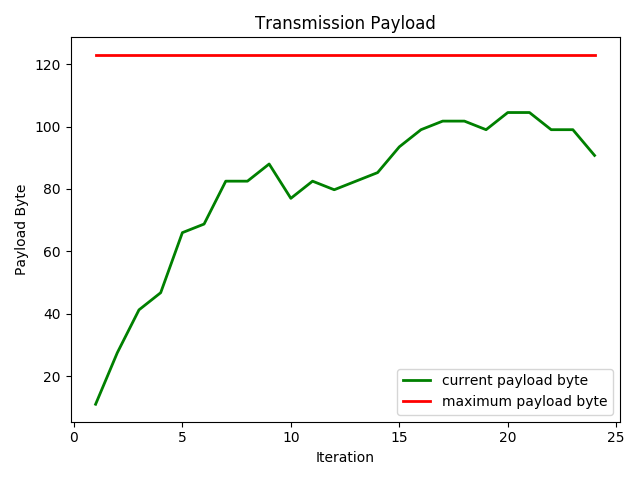 Transmission Payload
Payload Byte
120
100
80
60
40
20
0
5
10
15
20
25
Iteration
current payload byte
maximum payload byte